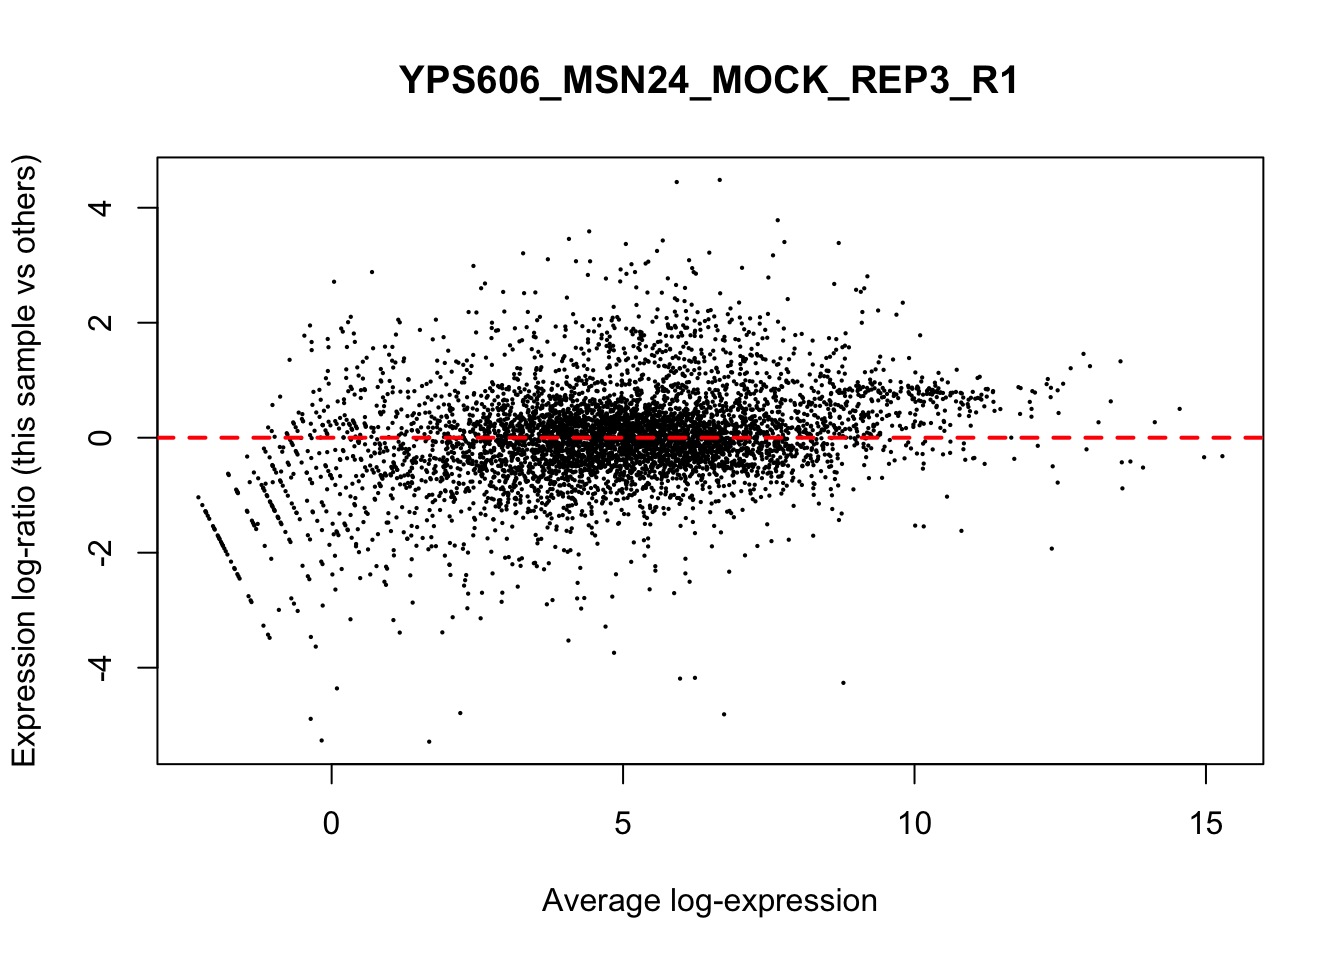 YPS606_MSN24_MOCK_REP3_R1
Expression log-ratio (this sample vs others)
4
2
0
-2
-4
0 5 10 15
Average log-expression